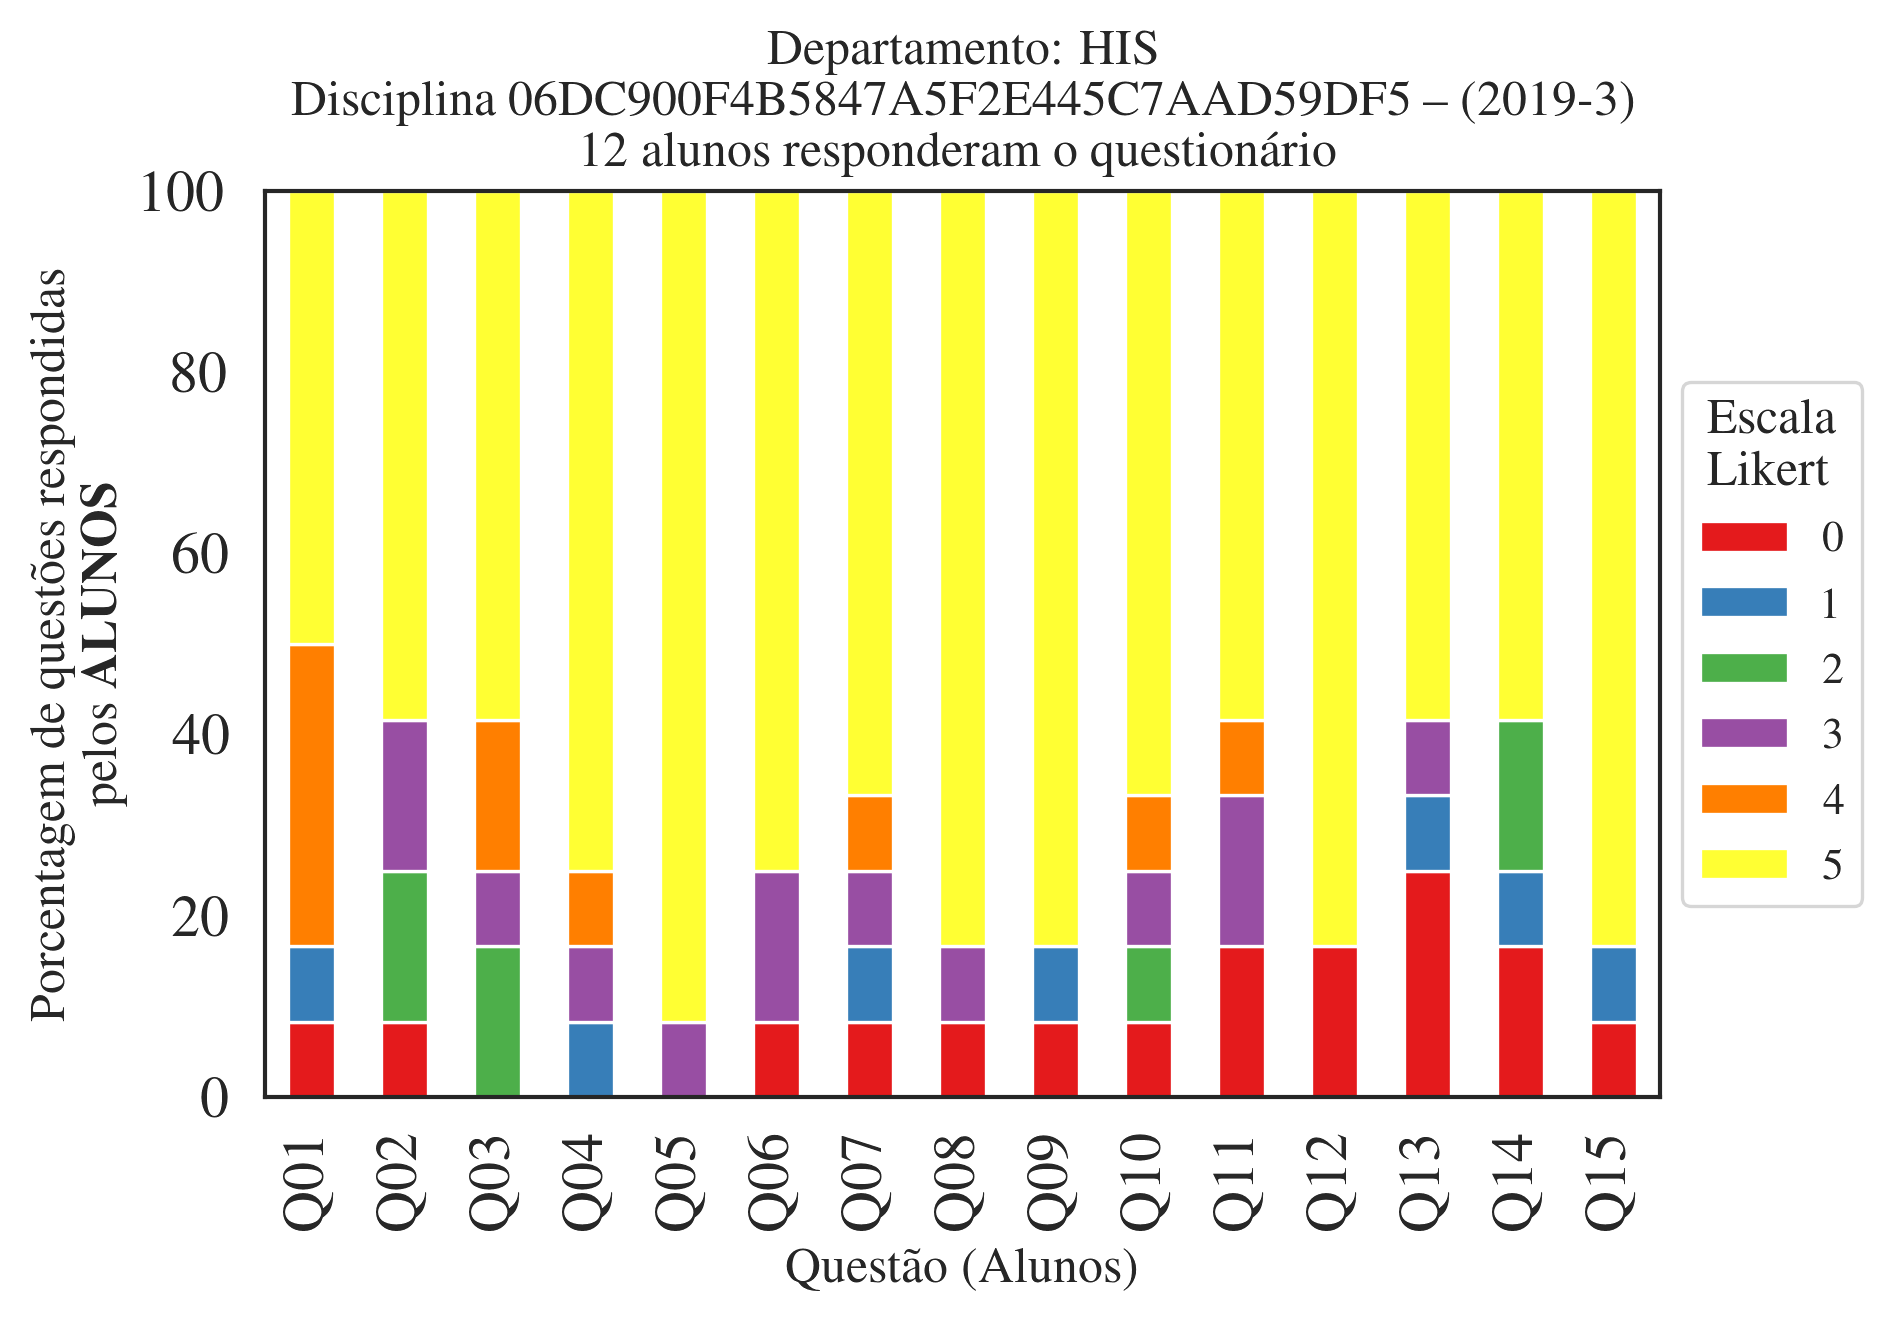 Departamento: HIS
Disciplina 06DC900F4B5847A5F2E445C7AAD59DF5 – (2019-3)
12 alunos responderam o questionário
100
80
60
40
20
0
Porcentagem de questões respondidas
pelos ALUNOS
Q01
Q02
Q03
Q04
Q05
Q06
Q07
Q08
Q09
Q10
Q11
Q12
Q13
Q14
Q15
Questão (Alunos)
Escala
Likert
0
1
2
3
4
5